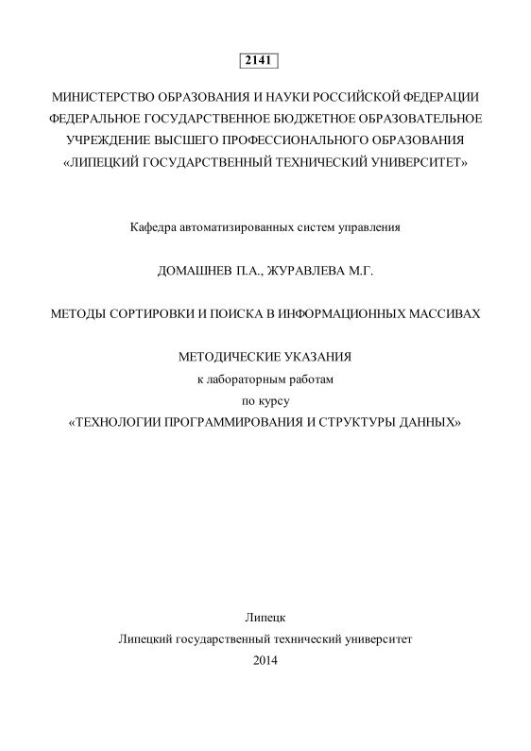 2141
МИНИСТЕРСТВО ОБРАЗОВАНИЯ И НАУКИ РОССИЙСКОЙ ФЕДЕРАЦИИ
ФЕДЕРАЛЬНОЕ ГОСУДАРСТВЕННОЕ БЮДЖЕТНОЕ ОБРАЗОВАТЕЛЬНОЕ
УЧРЕЖДЕНИЕ ВЫСШЕГО ПРОФЕССИОНАЛЬНОГО ОБРАЗОВАНИЯ
«ЛИПЕЦКИЙ ГОСУДАРСТВЕННЫЙ ТЕХНИЧЕСКИЙ УНИВЕРСИТЕТ»
Кафедра автоматизированных систем управления
ДОМАШНЕВ П.А., ЖУРАВЛЕВА М.Г.
МЕТОДЫ СОРТИРОВКИ И ПОИСКА В ИНФОРМАЦИОННЫХ МАССИВАХ
МЕТОДИЧЕСКИЕ УКАЗАНИЯ
к лабораторным работам
по курсу
«ТЕХНОЛОГИИ ПРОГРАММИРОВАНИЯ И СТРУКТУРЫ ДАННЫХ»
Липецк
Липецкий государственный технический университет
2014